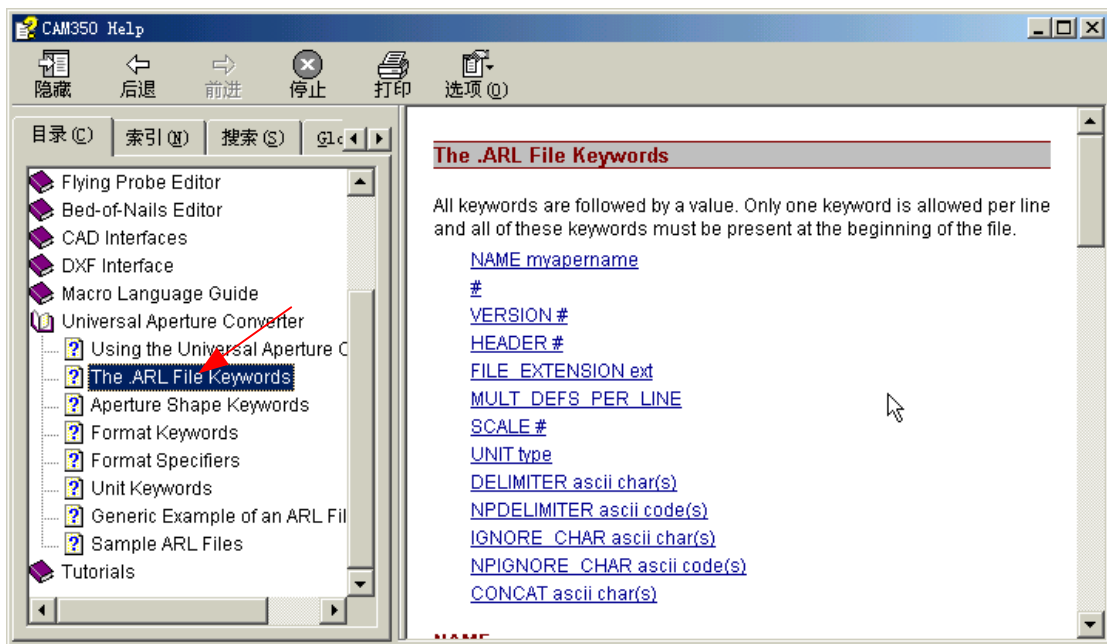 CAM350 Help
隐藏 后退 前进 停止 打印 选项(O)
目录(C) 索引(N) 搜索(S) Glo
Flying Probe Editor
Bed-of-Nails Editor
CAD Interfaces
DXF Interface
Macro Language Guide
Universal Aperture Converter
Using the Universal Aperture C
The .ARL File Keywords
Aperture Shape Keywords
Format Keywords
Format Specifiers
Unit Keywords
Generic Example of an ARL Fil
Sample ARL Files
Tutorials
The .ARL File Keywords
All keywords are followed by a value. Only one keyword is allowed per line
and all of these keywords must be present at the beginning of the file.
NAME myapername
#
VERSION #
HEADER #
FILE_EXTENSION ext
MULT_DEFS_PER_LINE
SCALE #
UNIT type
DELIMITER ascii char(s)
NPDELIMITER ascii code(s)
IGNORE_CHAR ascii char(s)
NPIGNORE_CHAR ascii code(s)
CONCAT ascii char(s)
NAME